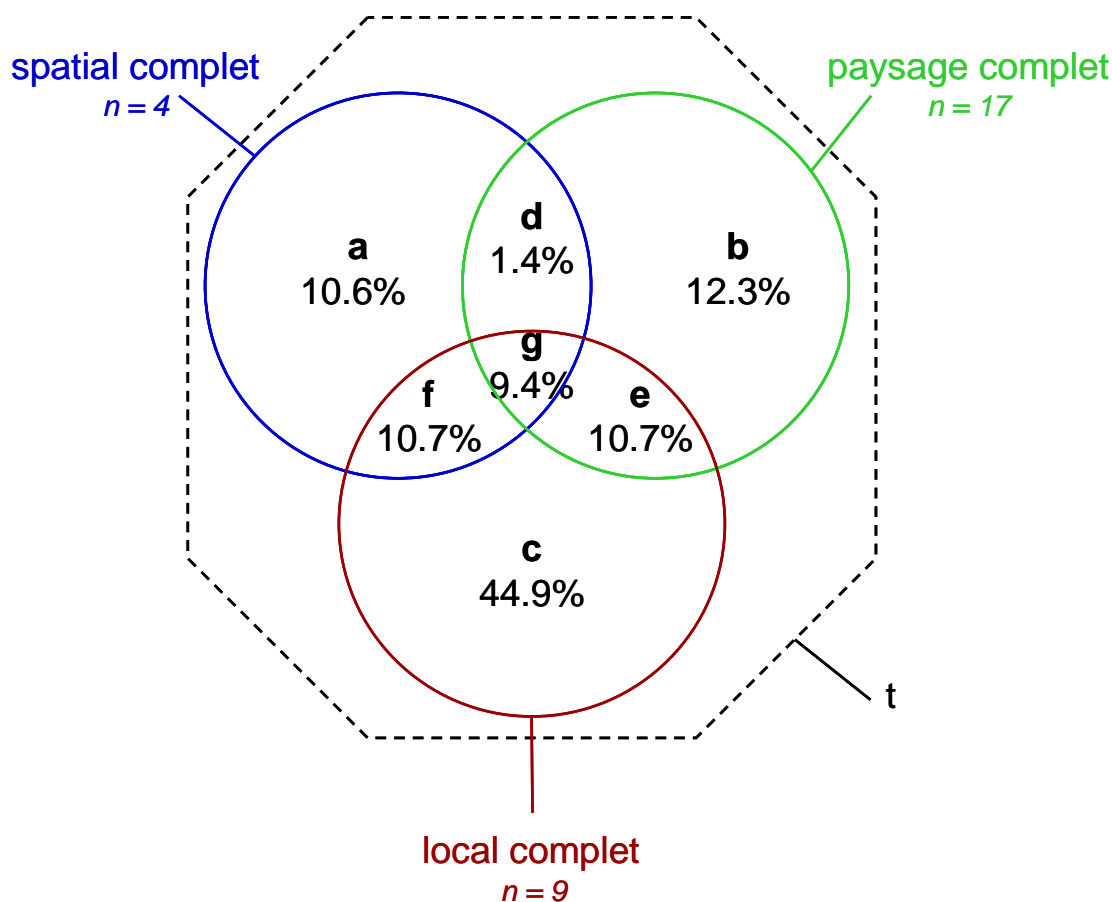 spatial complet
n = 4
paysage complet
n = 17
d
1.4%
a
10.6%
b
12.3%
g
9.4%
f
10.7%
e
10.7%
c
44.9%
t
local complet
n = 9